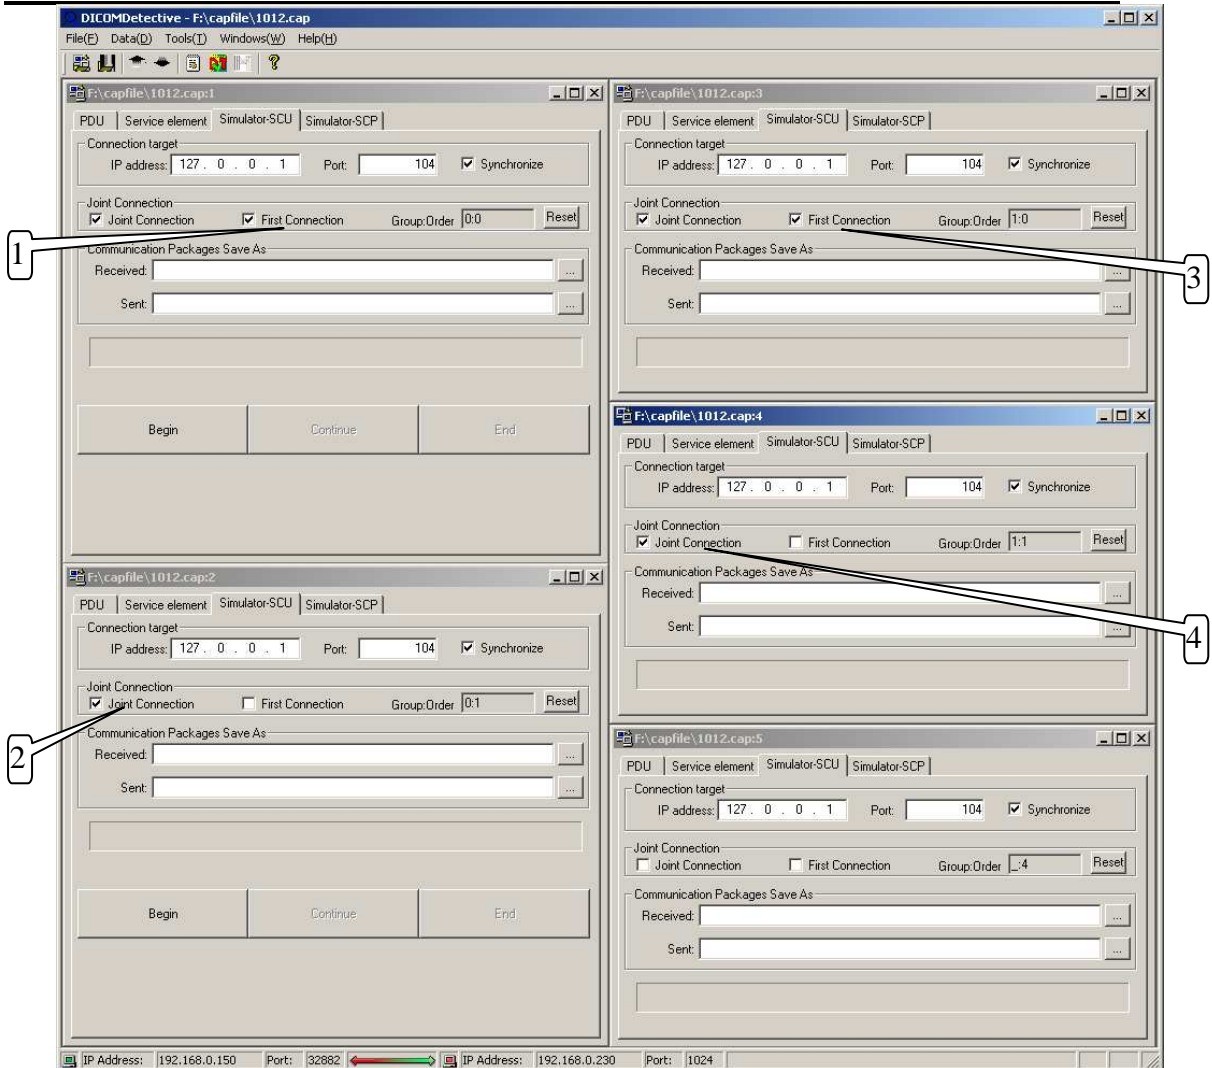 DICOMDetective - F:\capfile\1012.cap
File(F) Data(D) Tools(T) Windows(W) Help(H)
F:\capfile\1012.cap:1
PDU Service element Simulator-SCU Simulator-SCP
Connection target
IP address: 127 . 0 . 0 . 1 Port: 104 Synchronize
Joint Connection
Joint Connection First Connection Group:Order 0:0 Reset
Communication Packages Save As
Received: ...
Sent: ...
Begin Continue End
1
F:\capfile\1012.cap:2
PDU Service element Simulator-SCU Simulator-SCP
Connection target
IP address: 127 . 0 . 0 . 1 Port: 104 Synchronize
Joint Connection
Joint Connection First Connection Group:Order 0:1 Reset
Communication Packages Save As
Received: ...
Sent: ...
Begin Continue End
2
F:\capfile\1012.cap:3
PDU Service element Simulator-SCU Simulator-SCP
Connection target
IP address: 127 . 0 . 0 . 1 Port: 104 Synchronize
Joint Connection
Joint Connection First Connection Group:Order 1:0 Reset
Communication Packages Save As
Received: ...
Sent: ...
3
F:\capfile\1012.cap:4
PDU Service element Simulator-SCU Simulator-SCP
Connection target
IP address: 127 . 0 . 0 . 1 Port: 104 Synchronize
Joint Connection
Joint Connection First Connection Group:Order 1:1 Reset
Communication Packages Save As
Received: ...
Sent: ...
4
F:\capfile\1012.cap:5
PDU Service element Simulator-SCU Simulator-SCP
Connection target
IP address: 127 . 0 . 0 . 1 Port: 104 Synchronize
Joint Connection
Joint Connection First Connection Group:Order _:4 Reset
Communication Packages Save As
Received: ...
Sent: ...
IP Address: 192.168.0.150 Port: 32882 IP Address: 192.168.0.230 Port: 1024